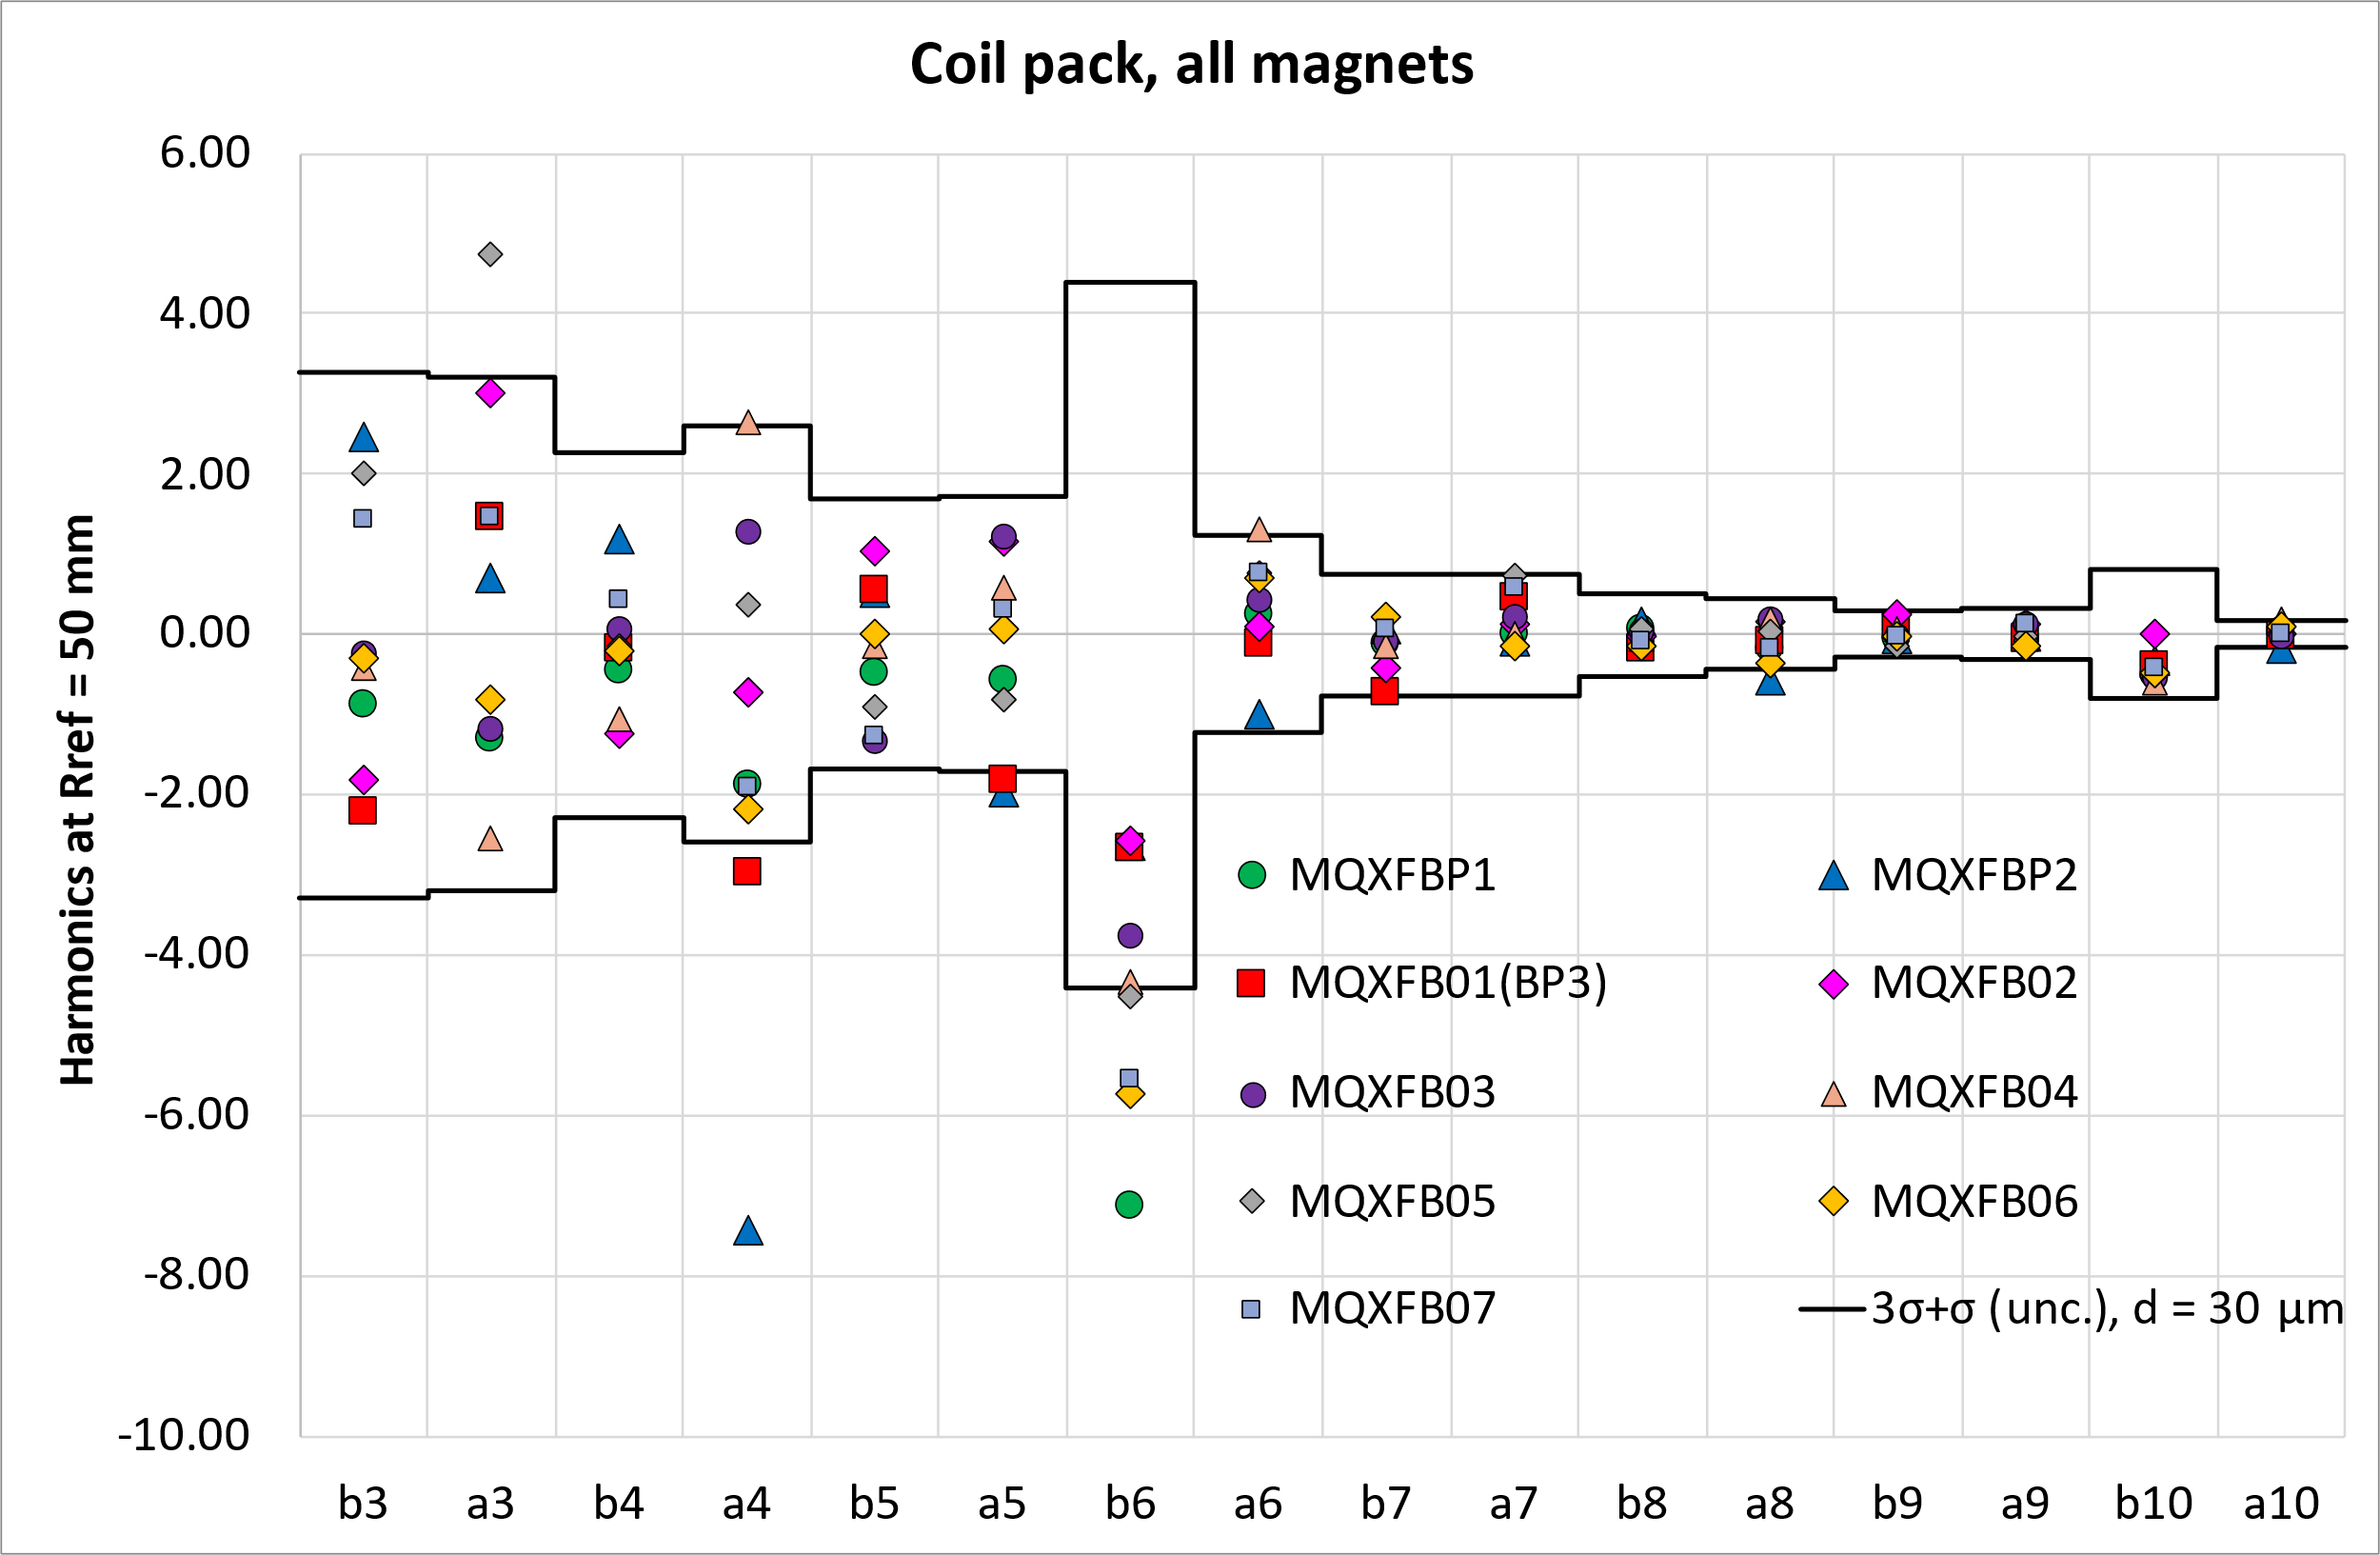 Coil pack, all magnets
Harmonics at Rref = 50 mm
6.00
4.00
2.00
0.00
-2.00
-4.00
-6.00
-8.00
-10.00
MQXFBP1 MQXFBP2
MQXFB01(BP3) MQXFB02
MQXFB03 MQXFB04
MQXFB05 MQXFB06
MQXFB07 3σ+σ (unc.), d = 30 μm
b3 a3 b4 a4 b5 a5 b6 a6 b7 a7 b8 a8 b9 a9 b10 a10